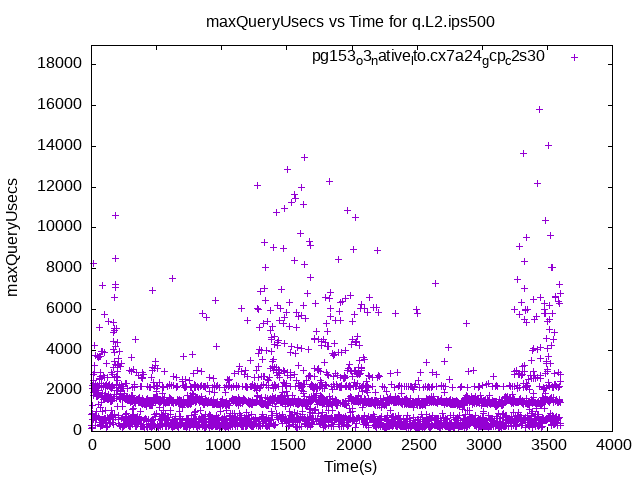 maxQueryUsecs vs Time for q.L2.ips500
pg153_o3_native_lto.cx7a24_gcp_c2s30
maxQueryUsecs
18000
16000
14000
12000
10000
8000
6000
4000
2000
0
0 500 1000 1500 2000 2500 3000 3500 4000
Time(s)